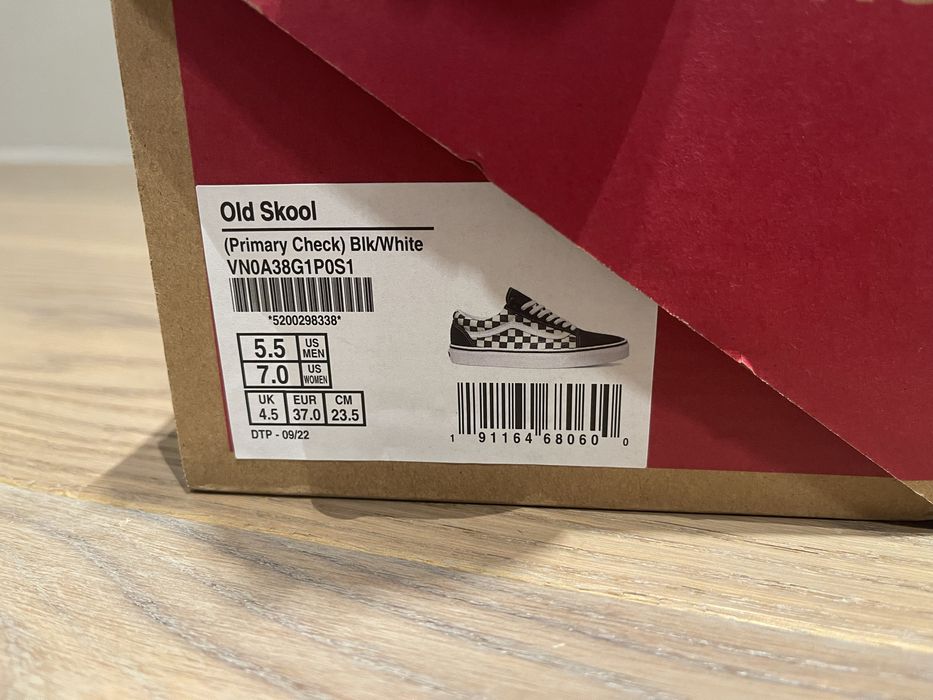 Old Skool
(Primary Check) Blk/White
VN0A38G1P0S1
*5200298338*
5.5 US MEN
7.0 US WOMEN
UK EUR CM
4.5 37.0 23.5
DTP - 09/22
1 91164 68060 0